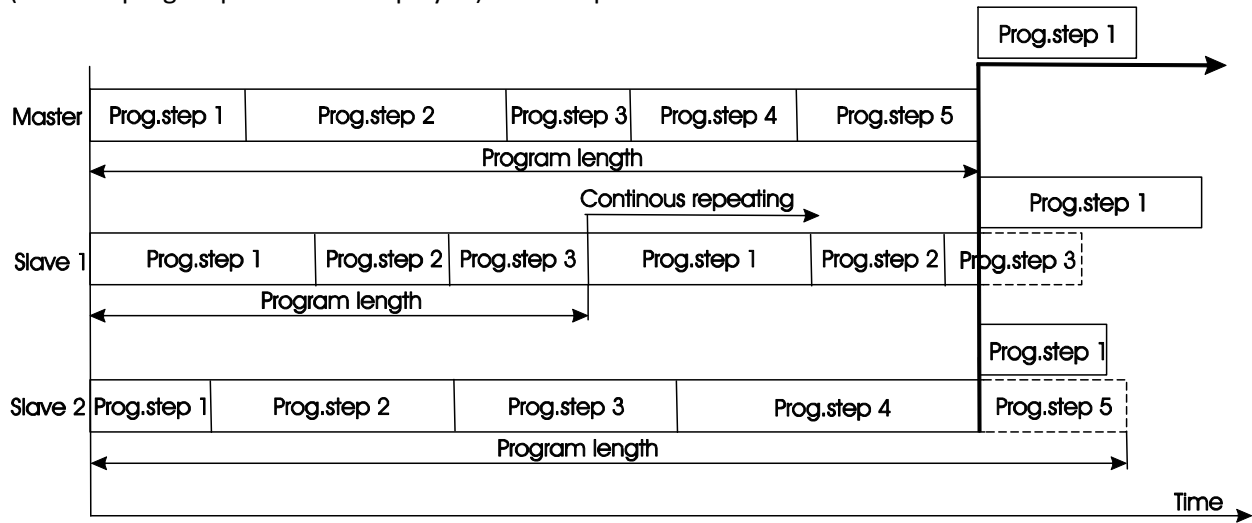 Prog.step 1
Master Prog.step 1 Prog.step 2 Prog.step 3 Prog.step 4 Prog.step 5
Program length
Continous repeating
Prog.step 1
Slave 1 Prog.step 1 Prog.step 2 Prog.step 3 Prog.step 1 Prog.step 2 Prog.step 3
Program length
Prog.step 1
Slave 2 Prog.step 1 Prog.step 2 Prog.step 3 Prog.step 4 Prog.step 5
Program length
Time